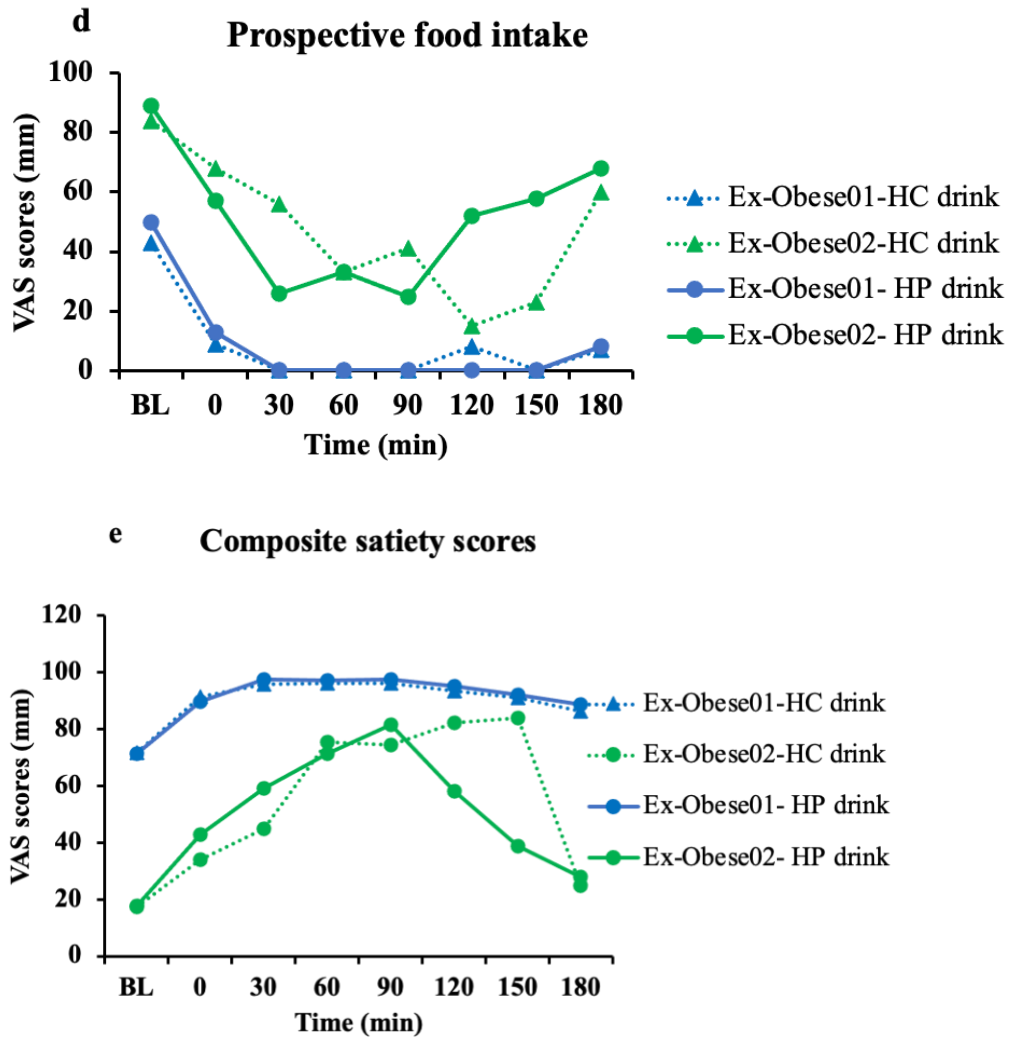 d
Prospective food intake
100
80
60
40
20
0
VAS scores (mm)
BL 0 30 60 90 120 150 180
Time (min)
Ex-Obese01-HC drink
Ex-Obese02-HC drink
Ex-Obese01- HP drink
Ex-Obese02- HP drink
e
Composite satiety scores
120
100
80
60
40
20
0
VAS scores (mm)
BL 0 30 60 90 120 150 180
Time (min)
Ex-Obese01-HC drink
Ex-Obese02-HC drink
Ex-Obese01- HP drink
Ex-Obese02- HP drink